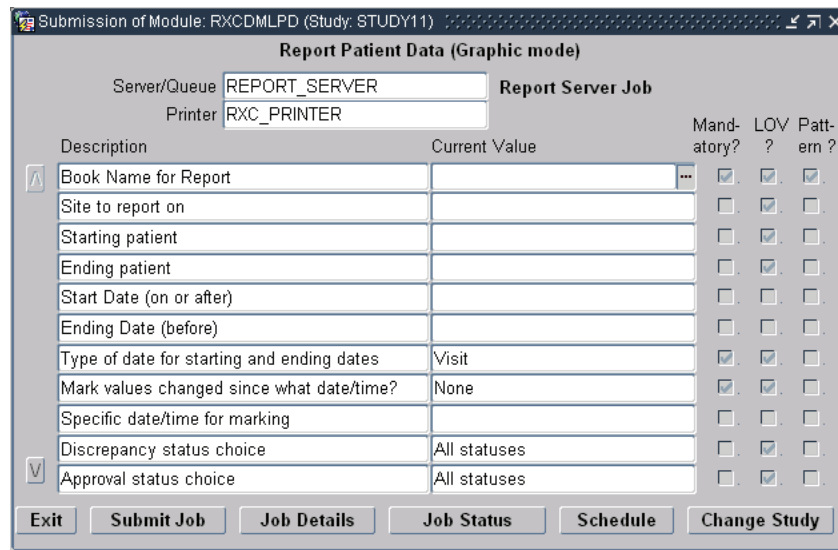 Submission of Module: RXCDMLPD (Study: STUDY11)
Report Patient Data (Graphic mode)
Server/Queue REPORT_SERVER Report Server Job
Printer RXC_PRINTER
Mand- LOV Patt-
Description Current Value atory? ? ern ?
Book Name for Report ...
Site to report on
Starting patient
Ending patient
Start Date (on or after)
Ending Date (before)
Type of date for starting and ending dates Visit
Mark values changed since what date/time? None
Specific date/time for marking
Discrepancy status choice All statuses
Approval status choice All statuses
Exit Submit Job Job Details Job Status Schedule Change Study